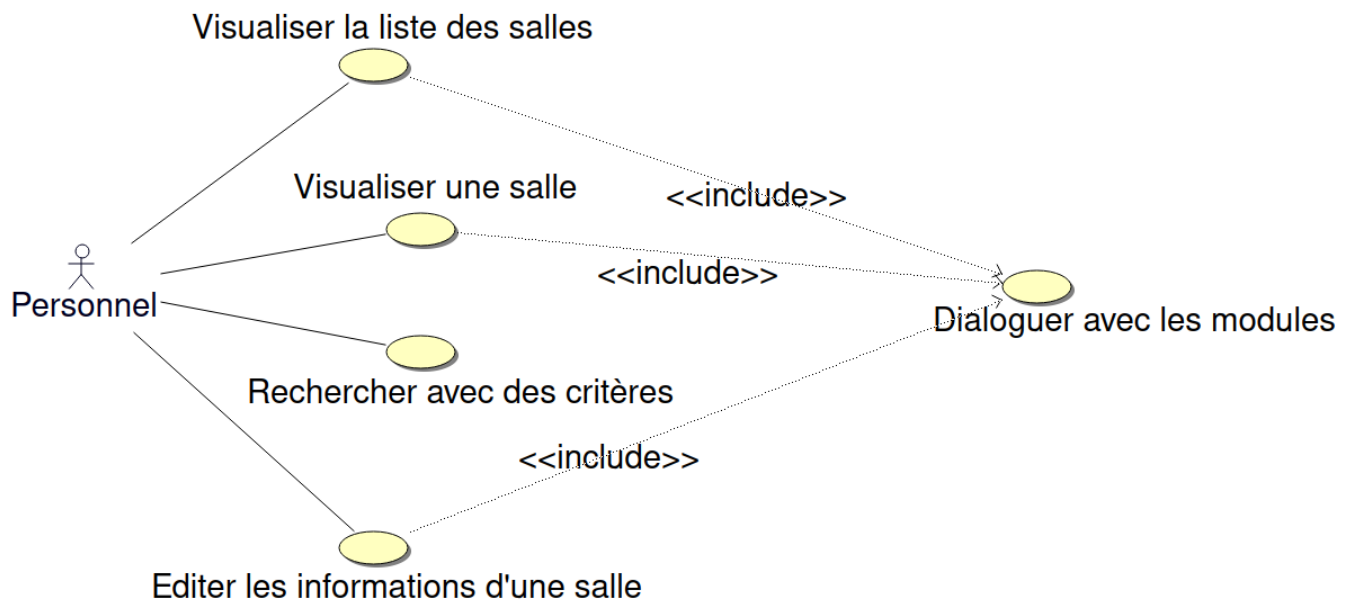 Visualiser la liste des salles
Visualiser une salle
<<include>>
<<include>>
Personnel
Dialoguer avec les modules
Rechercher avec des critères
<<include>>
Editer les informations d'une salle